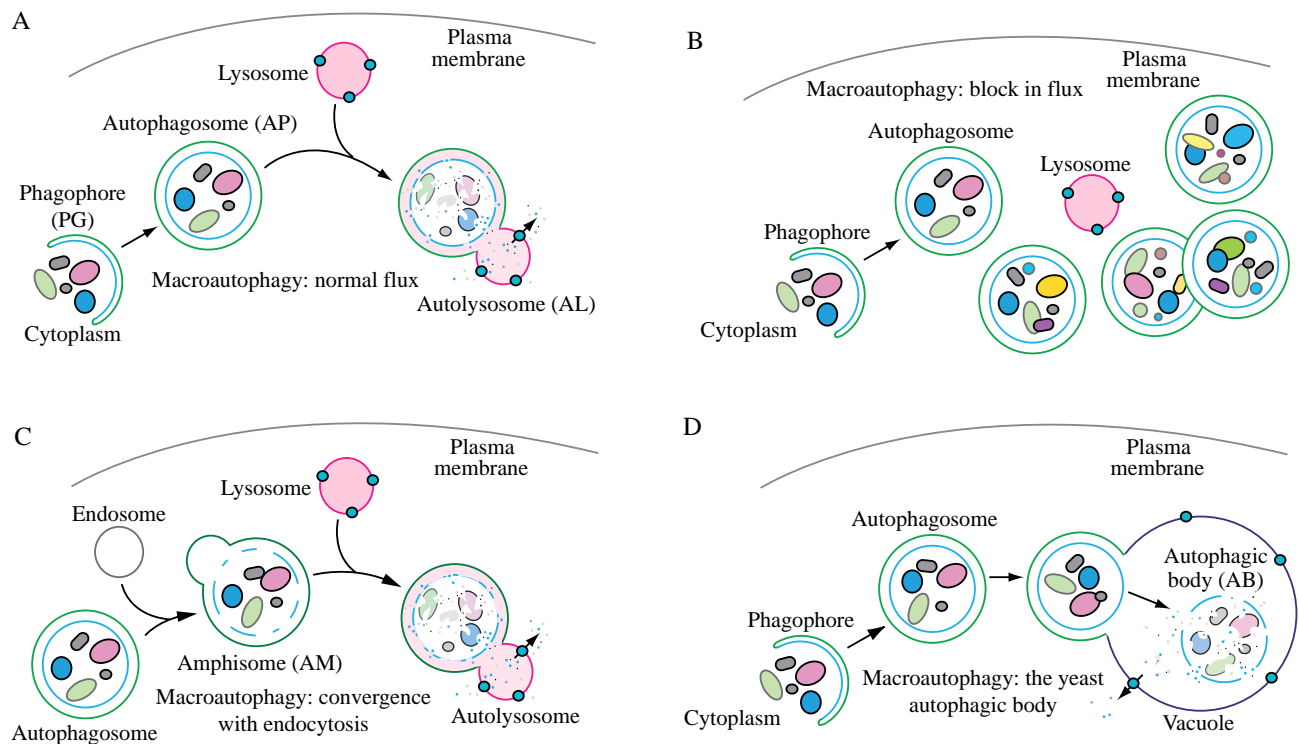 A
Plasma
membrane
Lysosome
Autophagosome (AP)
Phagophore
(PG)
Macroautophagy: normal flux
Autolysosome (AL)
Cytoplasm
B
Plasma
membrane
Macroautophagy: block in flux
Autophagosome
Lysosome
Phagophore
Cytoplasm
C
Plasma
membrane
Lysosome
Endosome
Amphisome (AM)
Macroautophagy: convergence
with endocytosis
Autolysosome
Autophagosome
D
Plasma
membrane
Autophagosome
Autophagic
body (AB)
Phagophore
Macroautophagy: the yeast
autophagic body
Cytoplasm
Vacuole